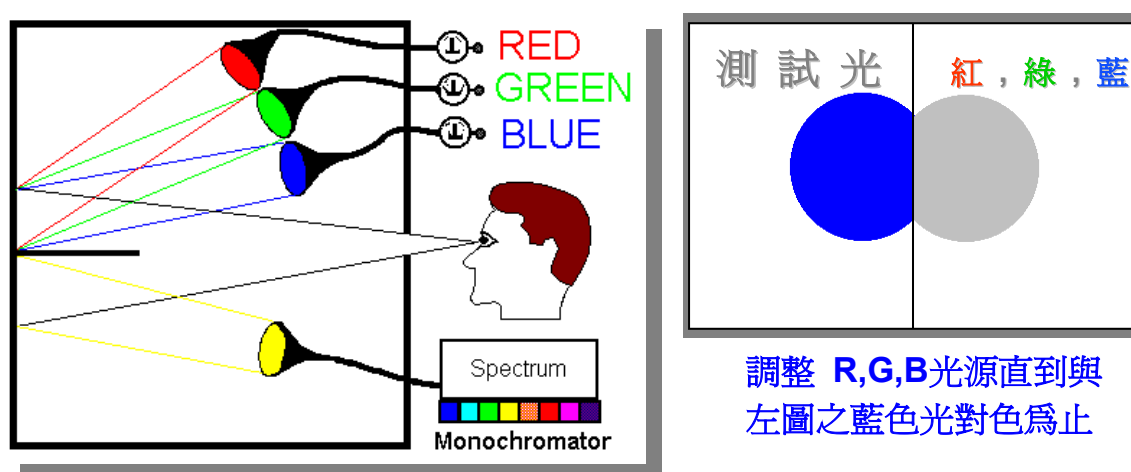 RED
GREEN
BLUE
Spectrum
Monochromator
測 試 光
紅 , 綠 , 藍
調整 R,G,B光源直到與
左圖之藍色光對色為止